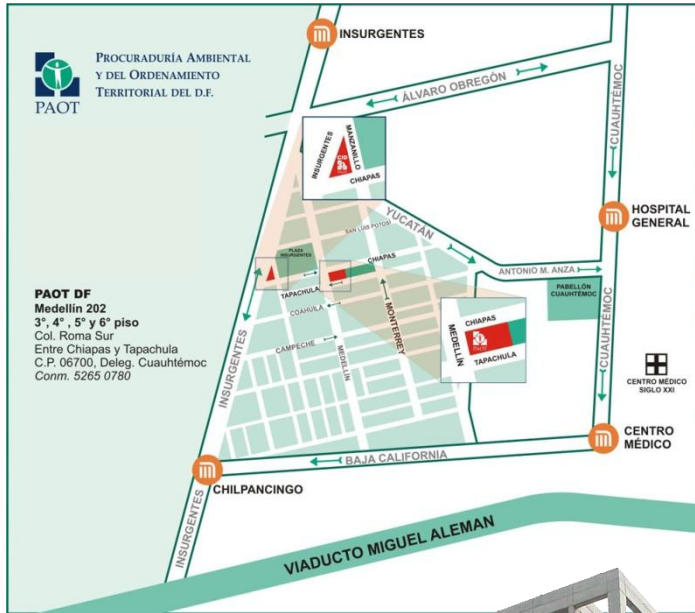 PROCURADURÍA AMBIENTAL
Y DEL ORDENAMIENTO
TERRITORIAL DEL D.F.
PAOT
INSURGENTES
ÁLVARO OBREGÓN
CUAUHTÉMOC
INSURGENTES
MANZANILLO
CIID
PAOT
CHIAPAS
YUCATÁN
SAN LUIS POTOSÍ
HOSPITAL
GENERAL
PLAZA
INSURGENTES
CHIAPAS
ANTONIO M. ANZA
TAPACHULA
PABELLÓN
CUAUHTÉMOC
COAHUILA
MONTERREY
CHIAPAS
MEDELLÍN
PAOT
TAPACHULA
CUAUHTÉMOC
PAOT DF
Medellín 202
3°, 4° , 5° y 6° piso
Col. Roma Sur
Entre Chiapas y Tapachula
C.P. 06700, Deleg. Cuauhtémoc
Conm. 5265 0780
INSURGENTES
CAMPECHE
MEDELLÍN
CENTRO MÉDICO
SIGLO XXI
CENTRO
MÉDICO
BAJA CALIFORNIA
CHILPANCINGO
INSURGENTES
VIADUCTO MIGUEL ALEMAN